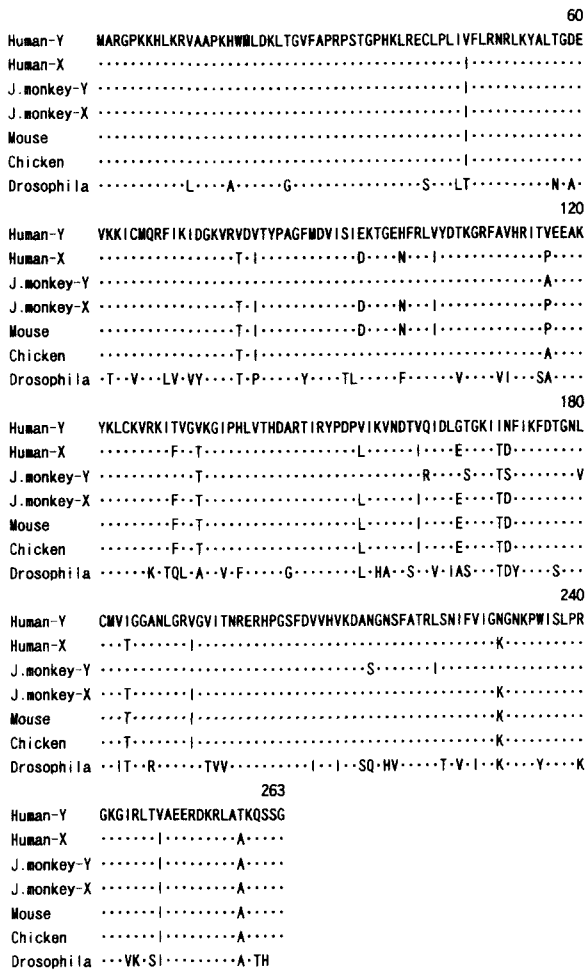 60
Human-Y MARGPKKHLKRVAAPKHWMLDKLTGVFAPRPSTGPHKLRECLPLIVFLRNRLKYALTGDE
Human-X ·············································I··············
J.monkey-Y ·············································I··············
J.monkey-X ·············································I··············
Mouse ·············································I··············
Chicken ·············································I··············
Drosophila ···········L····A······G················S···LT··········N·A·
120
Human-Y VKKICMQRFIKIDGKVRVDVTYPAGFMDVISIEKTGEHFRLVYDTKGRFAVHRITVEEAK
Human-X ·················T·I············D····N···I·············P····
J.monkey-Y ·······················································A····
J.monkey-X ·················T·I············D····N···I·············P····
Mouse ·················T·I············D····N···I·············P····
Chicken ·················T·I···································A····
Drosophila ·T··V···LV·VY····T·P·····Y····TL·····F······V····VI···SA····
180
Human-Y YKLCKVRKITVGVKGIPHLVTHDARTIRYPDPVIKVNDTVQIDLGTGKIINFIKFDTGNL
Human-X ·········F··T···················L······I····E····TD·········
J.monkey-Y ············T···························R····S···TS········V
J.monkey-X ·········F··T···················L······I····E····TD·········
Mouse ·········F··T···················L······I····E····TD·········
Chicken ·········F··T···················L······I····E····TD·········
Drosophila ······K·TQL·A··V·F·····G········L·HA··S··V·IAS···TDY····S···
240
Human-Y CMVIGGANLGRVGVITNRERHPGSFDVVHVKDANGNSFATRLSNIFVIGNGNKPWISLPR
Human-X ···T·······I·····································K··········
J.monkey-Y ·································S·······I··················
J.monkey-X ···T·······I·····································K··········
Mouse ···T·······I·····································K··········
Chicken ···T·······I·····································K··········
Drosophila ··IT··R······TVV··········I··I··SQ·HV·····T·V·I··K····Y····K
263
Human-Y GKGIRLTVAEERDKRLATKQSSG
Human-X ·······I·········A·····
J.monkey-Y ·······I·········A·····
J.monkey-X ·······I·········A·····
Mouse ·······I·········A·····
Chicken ·······I·········A·····
Drosophila ···VK·SI·········A·TH